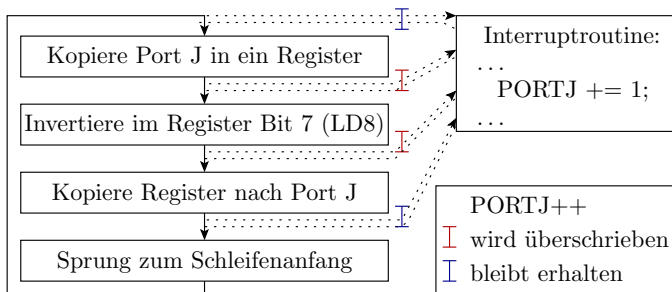 Kopiere Port J in ein Register
Invertiere im Register Bit 7 (LD8)
Kopiere Register nach Port J
Sprung zum Schleifenanfang
Interruptroutine:
...
PORTJ += 1;
...
PORTJ++
wird überschrieben
bleibt erhalten